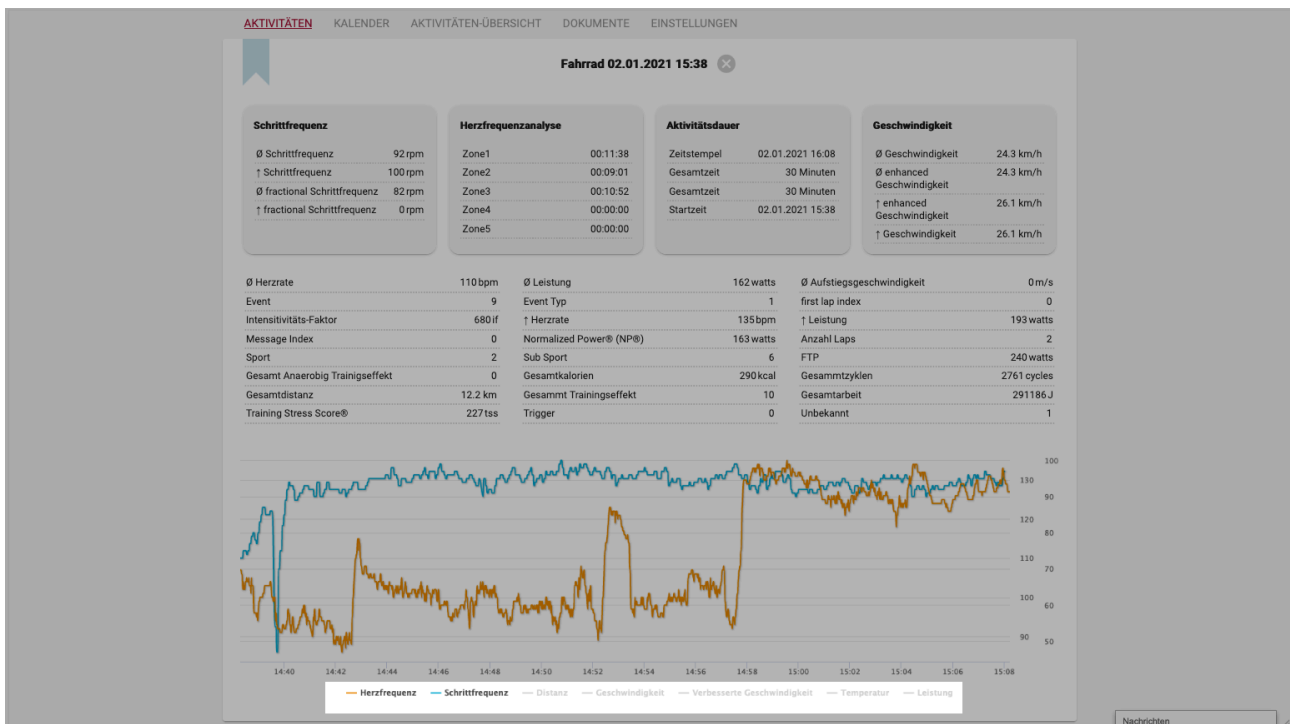 AKTIVITÄTEN KALENDER AKTIVITÄTEN-ÜBERSICHT DOKUMENTE EINSTELLUNGEN
Fahrrad 02.01.2021 15:38
Schrittfrequenz
Ø Schrittfrequenz 92 rpm
↑ Schrittfrequenz 100 rpm
Ø fractional Schrittfrequenz 82 rpm
↑ fractional Schrittfrequenz 0 rpm
Herzfrequenzanalyse
Zone1 00:11:38
Zone2 00:09:01
Zone3 00:10:52
Zone4 00:00:00
Zone5 00:00:00
Aktivitätsdauer
Zeitstempel 02.01.2021 16:08
Gesamtzeit 30 Minuten
Gesamtzeit 30 Minuten
Startzeit 02.01.2021 15:38
Geschwindigkeit
Ø Geschwindigkeit 24.3 km/h
Ø enhanced 24.3 km/h
Geschwindigkeit
↑ enhanced 26.1 km/h
Geschwindigkeit
↑ Geschwindigkeit 26.1 km/h
Ø Herzrate 110 bpm Ø Leistung 162 watts Ø Aufstiegsgeschwindigkeit 0 m/s
Event 9 Event Typ 1 first lap index 0
Intensitivitäts-Faktor 680 if ↑ Herzrate 135 bpm ↑ Leistung 193 watts
Message Index 0 Normalized Power® (NP®) 163 watts Anzahl Laps 2
Sport 2 Sub Sport 6 FTP 240 watts
Gesamt Anaerobig Trainigseffekt 0 Gesamtkalorien 290 kcal Gesammtzyklen 2761 cycles
Gesamtdistanz 12.2 km Gesammt Trainingseffekt 10 Gesamtarbeit 291186 J
Training Stress Score® 227 tss Trigger 0 Unbekannt 1
100
130
90
120
80
110
70
100
60
90
50
14:40 14:42 14:44 14:46 14:48 14:50 14:52 14:54 14:56 14:58 15:00 15:02 15:04 15:06 15:08
Herzfrequenz Schrittfrequenz Distanz Geschwindigkeit Verbesserte Geschwindigkeit Temperatur Leistung
Nachrichten